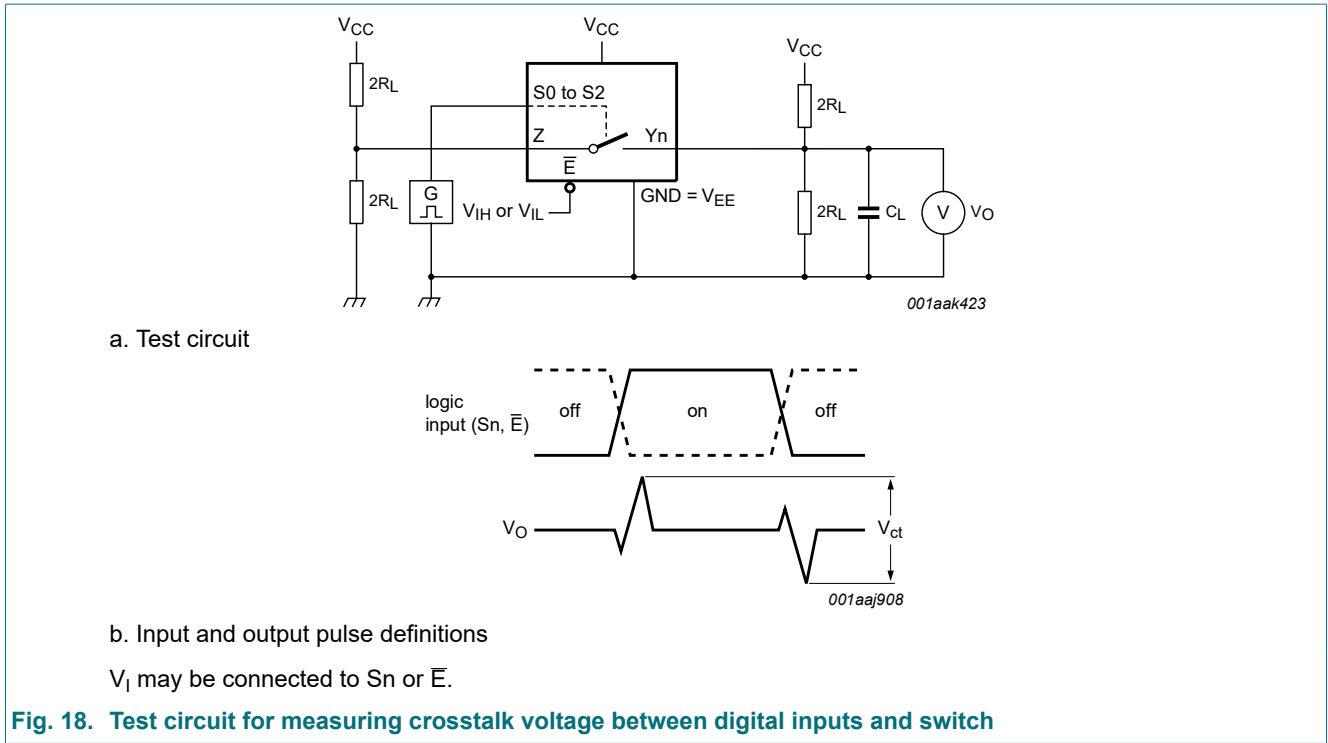 VCC
VCC
VCC
2RL
S0 to S2
2RL
Z
Yn
E̅
G
2RL
VIH or VIL
GND = VEE
2RL
CL
V
VO
001aak423
a. Test circuit
logic
input (Sn, E̅)
off
on
off
VO
Vct
001aaj908
b. Input and output pulse definitions
VI may be connected to Sn or E̅.
Fig. 18. Test circuit for measuring crosstalk voltage between digital inputs and switch